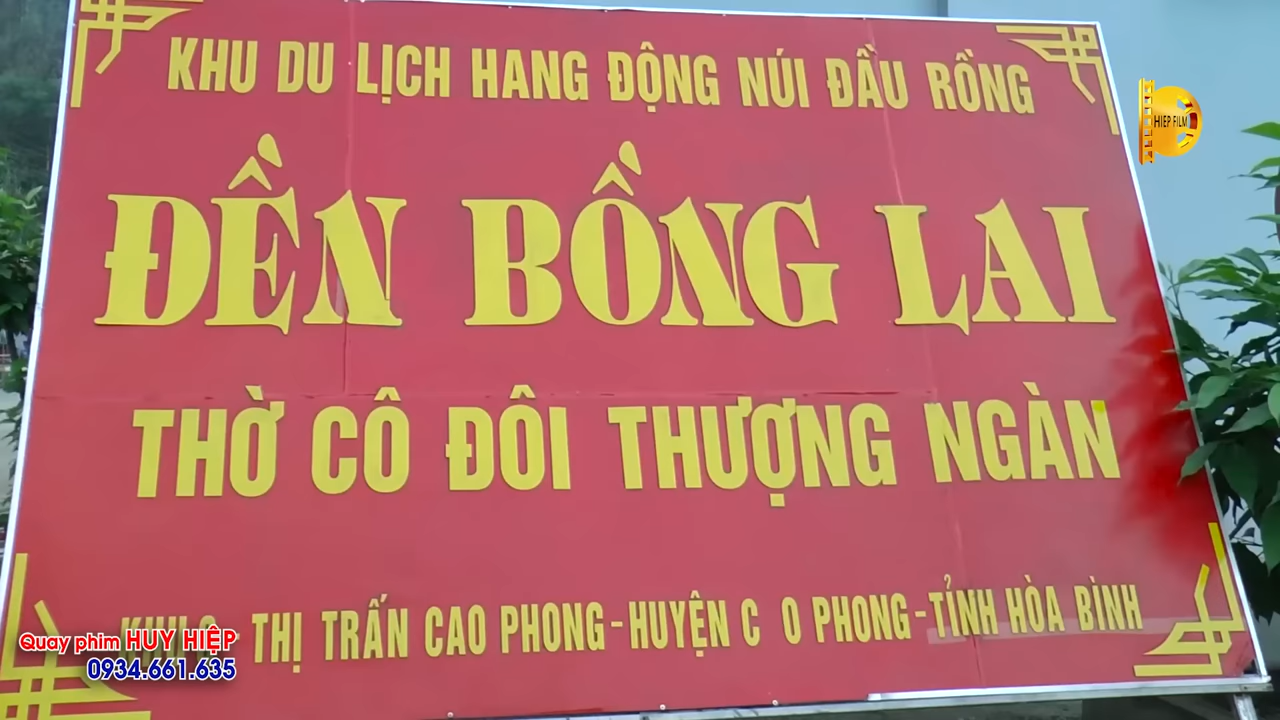 KHU DU LỊCH HANG ĐỘNG NÚI ĐẦU RỒNG
HIEP FILM
ĐỀN BỒNG LAI
THỜ CÔ ĐÔI THƯỢNG NGÀN
- THỊ TRẤN CAO PHONG - HUYỆN C O PHONG - TỈNH HÒA BÌNH
Quay phim HUY HIỆP
0934.661.635